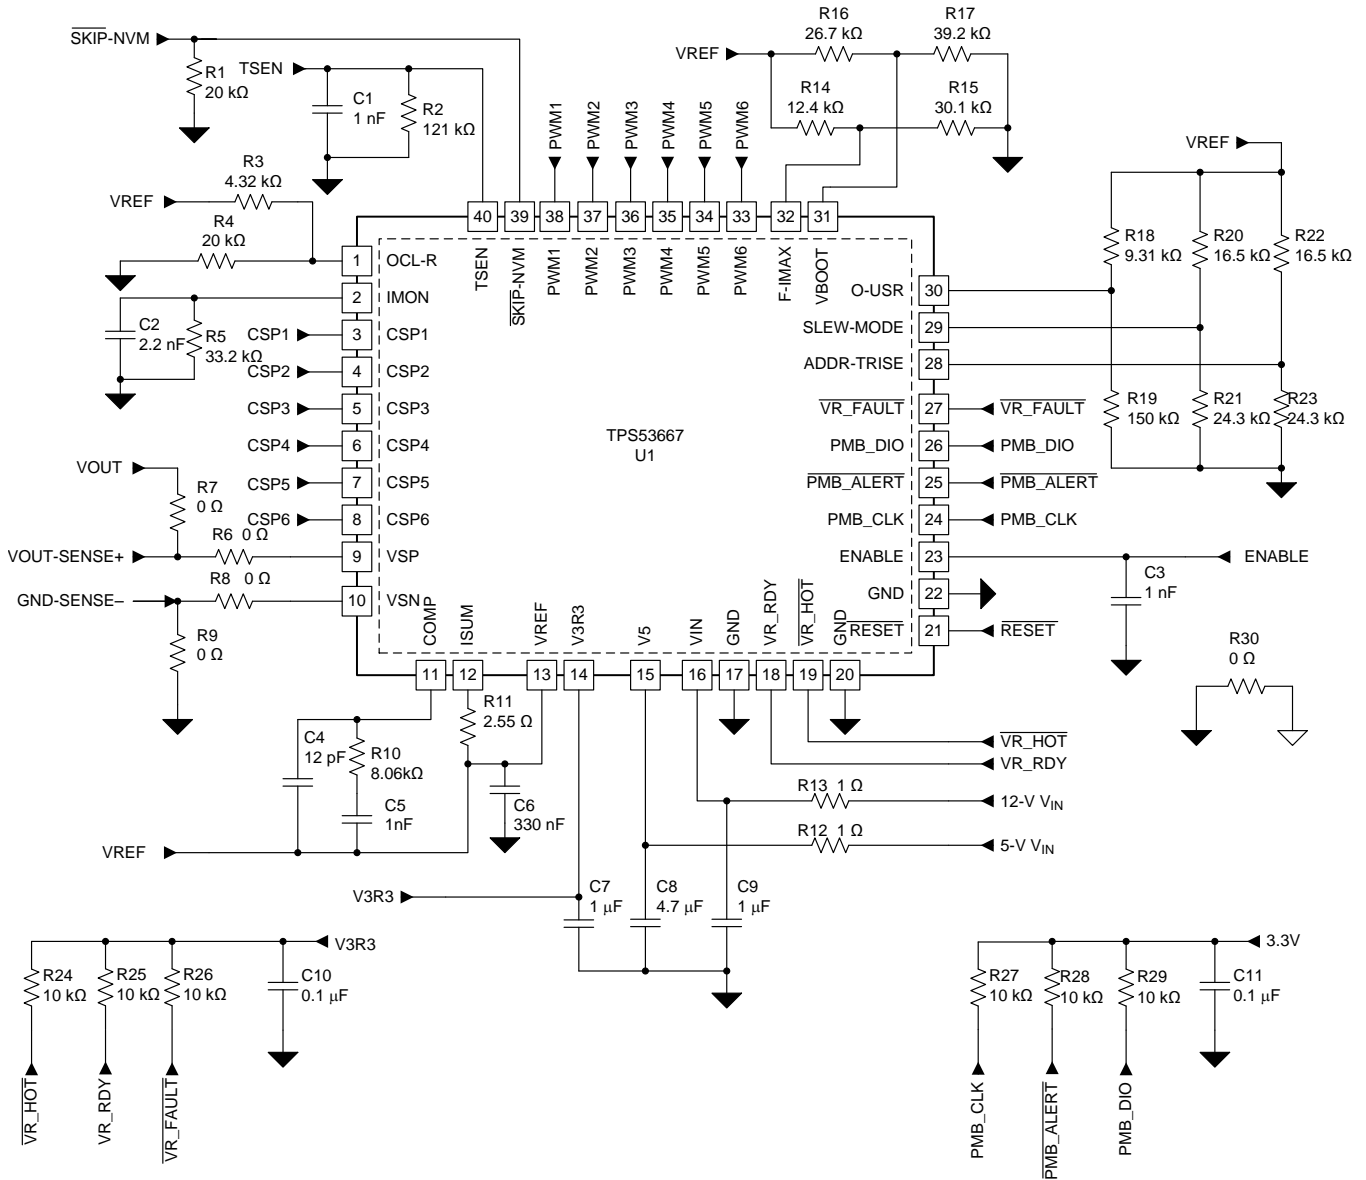 SKIP-NVM
R1
20 kΩ
TSEN
C1
1 nF
R2
121 kΩ
PWM1
PWM2
PWM3
PWM4
PWM5
PWM6
VREF
R16
26.7 kΩ
R17
39.2 kΩ
R14
12.4 kΩ
R15
30.1 kΩ
VREF
R3
4.32 kΩ
R4
20 kΩ
VREF
R18
9.31 kΩ
R20
16.5 kΩ
R22
16.5 kΩ
R19
150 kΩ
R21
24.3 kΩ
R23
24.3 kΩ
40
39
38
37
36
35
34
33
32
31
TSEN
SKIP-NVM
PWM1
PWM2
PWM3
PWM4
PWM5
PWM6
F-IMAX
VBOOT
1 OCL-R
2 IMON
3 CSP1
4 CSP2
5 CSP3
6 CSP4
7 CSP5
8 CSP6
9 VSP
10 VSN
C2
2.2 nF
R5
33.2 kΩ
CSP1
CSP2
CSP3
CSP4
CSP5
CSP6
VOUT
R7
0 Ω
R6 0 Ω
VOUT-SENSE+
R8 0 Ω
GND-SENSE–
R9
0 Ω
TPS53667
U1
O-USR 30
SLEW-MODE 29
ADDR-TRISE 28
VR_FAULT 27 VR_FAULT
PMB_DIO 26 PMB_DIO
PMB_ALERT 25 PMB_ALERT
PMB_CLK 24 PMB_CLK
ENABLE 23 ENABLE
GND 22
RESET 21 RESET
C3
1 nF
R30
0 Ω
COMP
ISUM
VREF
V3R3
V5
VIN
GND
VR_RDY
VR_HOT
GND
11
12
13
14
15
16
17
18
19
20
R11
2.55 Ω
C4
12 pF
R10
8.06kΩ
C5
1nF
C6
330 nF
VREF
VR_HOT
VR_RDY
R13 1 Ω
12-V VIN
R12 1 Ω
5-V VIN
V3R3
C7
1 μF
C8
4.7 μF
C9
1 μF
V3R3
R24
10 kΩ
R25
10 kΩ
R26
10 kΩ
C10
0.1 μF
VR_HOT
VR_RDY
VR_FAULT
3.3V
R27
10 kΩ
R28
10 kΩ
R29
10 kΩ
C11
0.1 μF
PMB_CLK
PMB_ALERT
PMB_DIO